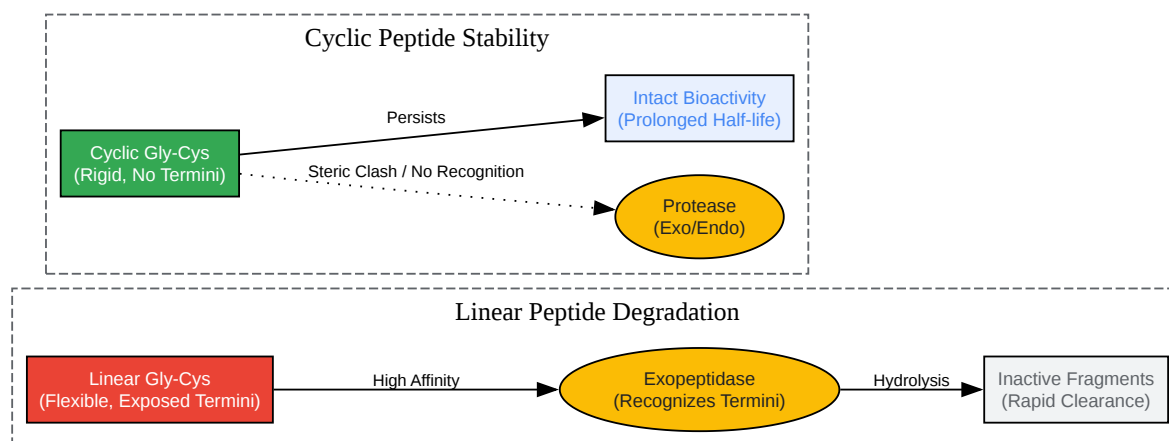 Cyclic Peptide Stability
Intact Bioactivity
(Prolonged Half-life)
Persists
Cyclic Gly-Cys
(Rigid, No Termini)
Steric Clash / No Recognition
Protease
(Exo/Endo)
Linear Peptide Degradation
Linear Gly-Cys
(Flexible, Exposed Termini)
High Affinity
Exopeptidase
(Recognizes Termini)
Hydrolysis
Inactive Fragments
(Rapid Clearance)